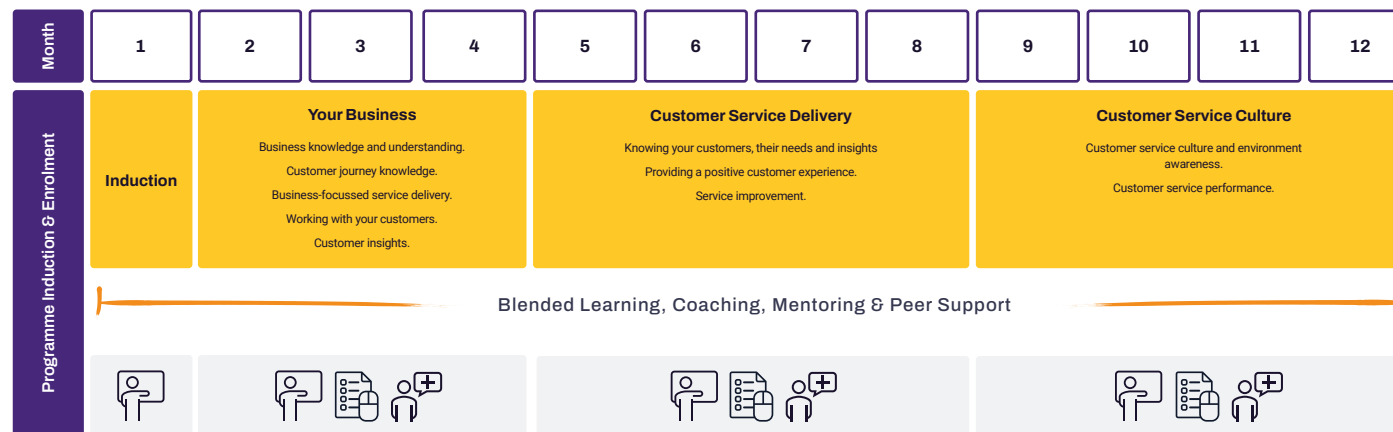 Month
1
2
3
4
5
6
7
8
9
10
11
12
Programme Induction & Enrolment
Induction
Your Business
Business knowledge and understanding.
Customer journey knowledge.
Business-focussed service delivery.
Working with your customers.
Customer insights.
Customer Service Delivery
Knowing your customers, their needs and insights
Providing a positive customer experience.
Service improvement.
Customer Service Culture
Customer service culture and environment
awareness.
Customer service performance.
Blended Learning, Coaching, Mentoring & Peer Support